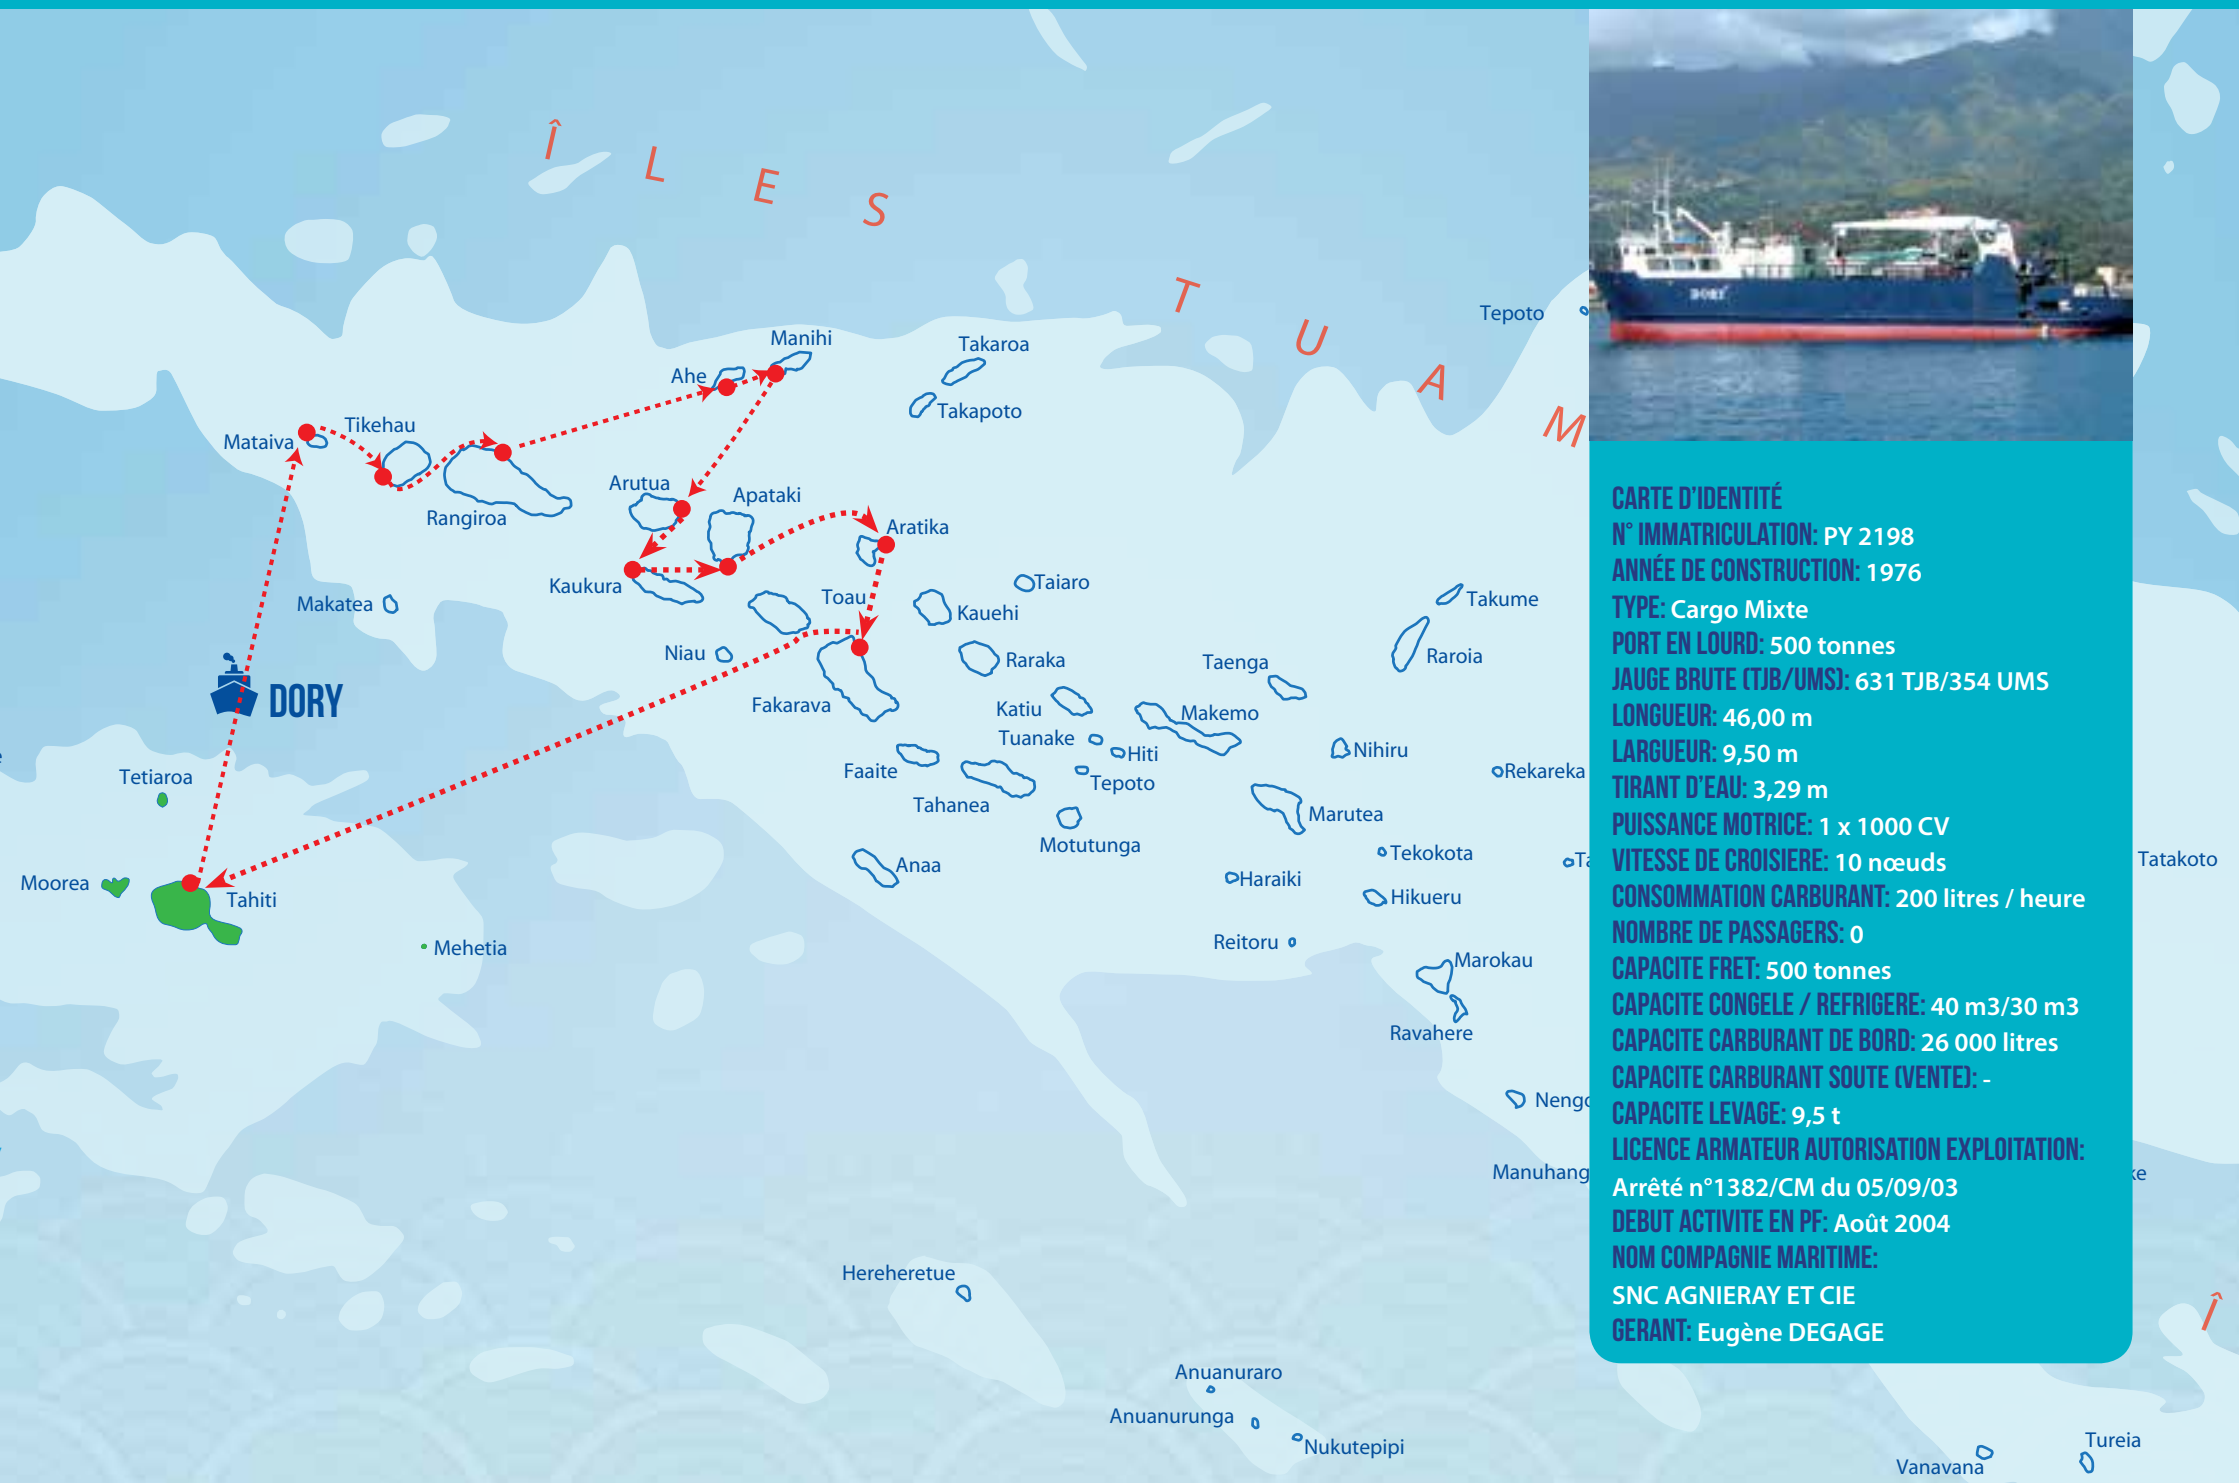 ÎLES TUAM
Tepoto
Manihi
Takaroa
Ahe
Takapoto
Tikehau
Mataiva
Arutua
Apataki
Rangiroa
Aratika
Kaukura
Taiaro
Makatea
Toau
Kauehi
Takume
Niau
Raraka
Taenga
Raroia
DORY
Fakarava
Katiu
Makemo
Tuanake
Hiti
Nihiru
Tetiaroa
Faaite
Tepoto
Rekareka
Tahanea
Marutea
Motutunga
Tekokota
Anaa
Tatakoto
Moorea
Haraiki
Tahiti
Hikueru
Mehetia
Reitoru
Marokau
Ravahere
Nengo
Manuhang
Hereheretue
Anuanuraro
Anuanurunga
Nukutepipi
Tureia
Vanavana
Î
DORY
CARTE D'IDENTITÉ
N° IMMATRICULATION: PY 2198
ANNÉE DE CONSTRUCTION: 1976
TYPE: Cargo Mixte
PORT EN LOURD: 500 tonnes
JAUGE BRUTE (TJB/UMS): 631 TJB/354 UMS
LONGUEUR: 46,00 m
LARGUEUR: 9,50 m
TIRANT D'EAU: 3,29 m
PUISSANCE MOTRICE: 1 x 1000 CV
VITESSE DE CROISIERE: 10 nœuds
CONSOMMATION CARBURANT: 200 litres / heure
NOMBRE DE PASSAGERS: 0
CAPACITE FRET: 500 tonnes
CAPACITE CONGELE / REFRIGERE: 40 m3/30 m3
CAPACITE CARBURANT DE BORD: 26 000 litres
CAPACITE CARBURANT SOUTE (VENTE): -
CAPACITE LEVAGE: 9,5 t
LICENCE ARMATEUR AUTORISATION EXPLOITATION:
Arrêté n°1382/CM du 05/09/03
DEBUT ACTIVITE EN PF: Août 2004
NOM COMPAGNIE MARITIME:
SNC AGNIERAY ET CIE
GERANT: Eugène DEGAGE